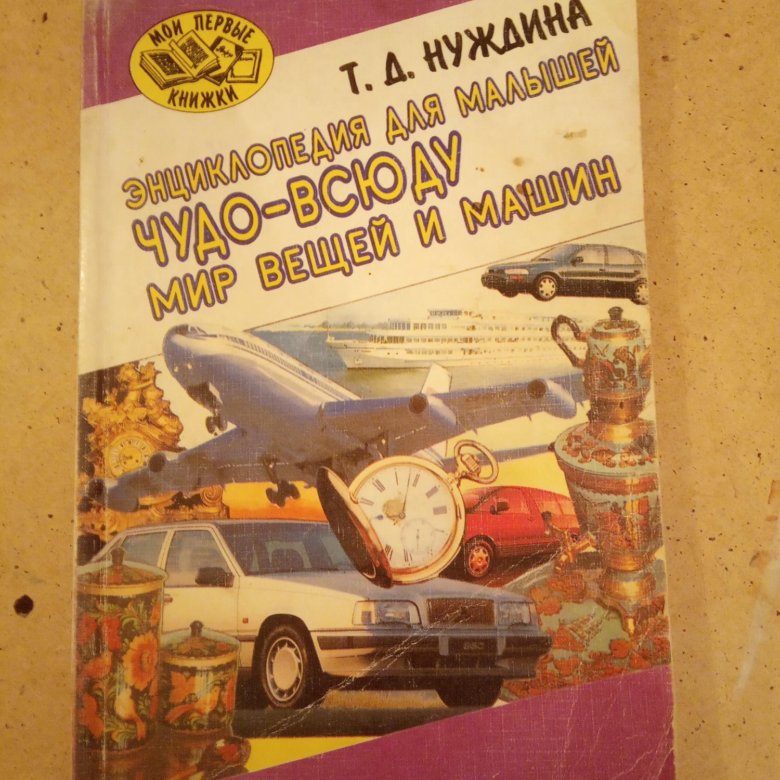 МОИ ПЕРВЫЕ
КНИЖКИ
Т. Д. НУЖДИНА
ЭНЦИКЛОПЕДИЯ ДЛЯ МАЛЫШЕЙ
ЧУДО-ВСЮДУ
МИР ВЕЩЕЙ И МАШИН